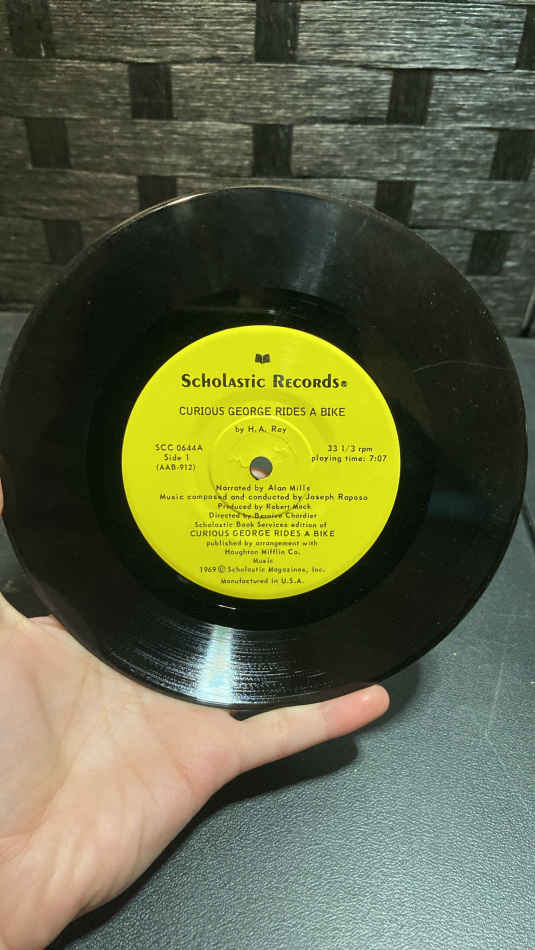 Scholastic Records®
CURIOUS GEORGE RIDES A BIKE
by H.A. Rey
SCC 0644A
Side 1
(AAB-912)
33 1/3 rpm
playing time: 7:07
Narrated by Alan Mills
Music composed and conducted by Joseph Raposo
Produced by Robert Mack
Directed by Bernice Chardiet
Scholastic Book Services edition of
CURIOUS GEORGE RIDES A BIKE
published by arrangement with
Houghton Mifflin Co.
Music
1969 © Scholastic Magazines, Inc.
Manufactured in U.S.A.